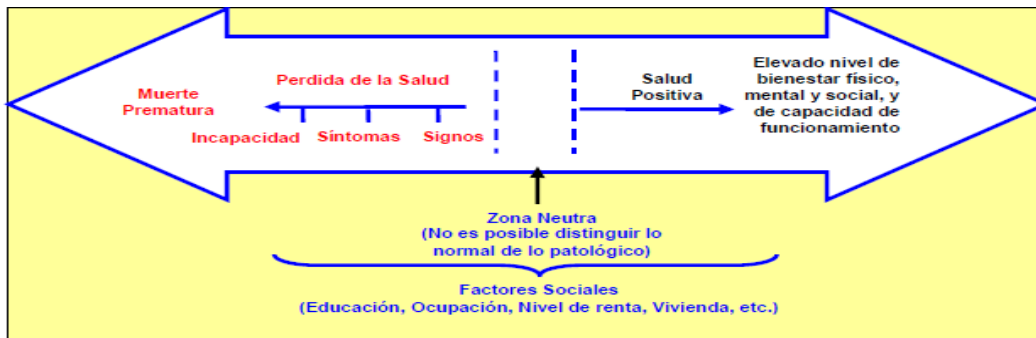 Muerte
Prematura
Perdida de la Salud
Incapacidad Síntomas Signos
Salud
Positiva
Elevado nivel de
bienestar físico,
mental y social, y
de capacidad de
funcionamiento
Zona Neutra
(No es posible distinguir lo
normal de lo patológico)
Factores Sociales
(Educación, Ocupación, Nivel de renta, Vivienda, etc.)